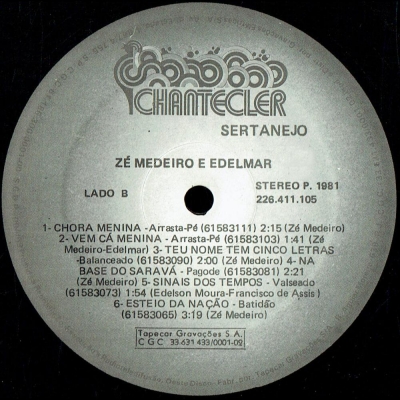 CHANTECLER
SERTANEJO
ZÉ MEDEIRO E EDELMAR
LADO B
STEREO P. 1981
226.411.105
1- CHORA MENINA -Arrasta-Pé (61583111) 2:15 (Zé Medeiro)
2- VEM CÁ MENINA - Arrasta-Pé (61583103) 1:41 (Zé
Medeiro-Edelmar) 3- TEU NOME TEM CINCO LETRAS
-Balanceado (61583090) 2:00 (Zé Medeiro) 4- NA
BASE DO SARAVÁ - Pagode (61583081) 2:21
(Zé Medeiro) 5- SINAIS DOS TEMPOS - Valseado
(61583073) 1:54 (Edelson Moura-Francisco de Assis)
6- ESTEIO DA NAÇÃO - Batidão
(61583065) 3:19 (Zé Medeiro)
Tapecar Gravações S.A.
C G C 33-631 433/0001-09